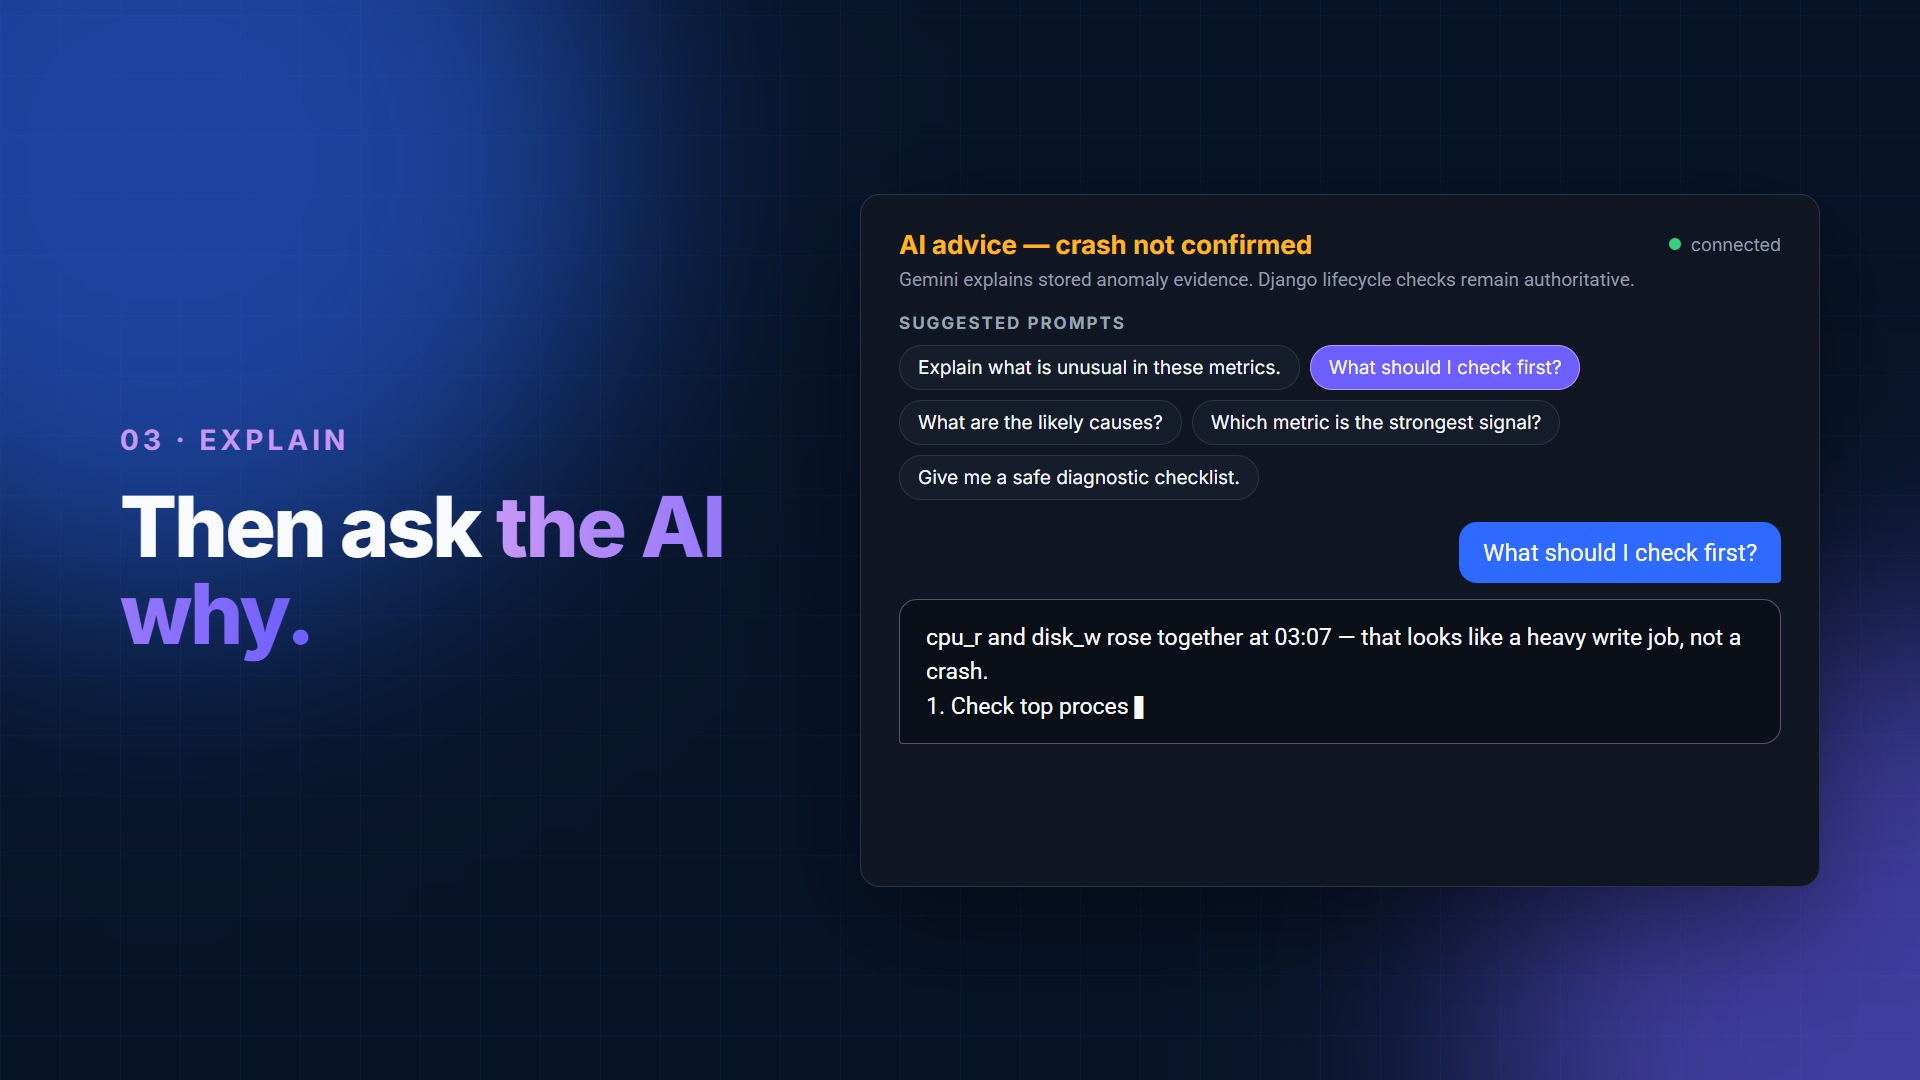 03 · EXPLAIN
Then ask the AI
why.
AI advice — crash not confirmed
connected
Gemini explains stored anomaly evidence. Django lifecycle checks remain authoritative.
SUGGESTED PROMPTS
Explain what is unusual in these metrics.
What should I check first?
What are the likely causes?
Which metric is the strongest signal?
Give me a safe diagnostic checklist.
What should I check first?
cpu_r and disk_w rose together at 03:07 — that looks like a heavy write job, not a
crash.
1. Check top proces